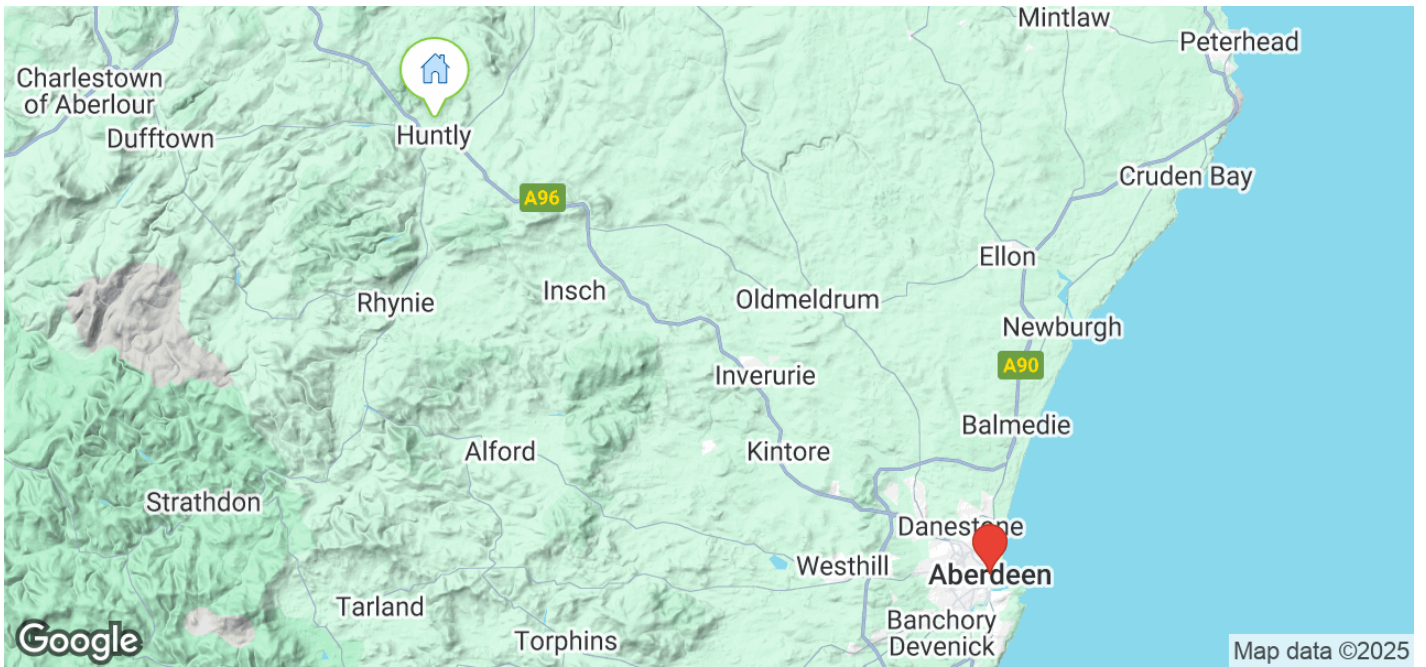 Mintlaw
Peterhead
Charlestown
of Aberlour
Dufftown
Huntly
Cruden Bay
A96
Ellon
Insch
Oldmeldrum
Rhynie
Newburgh
A90
Inverurie
Balmedie
Alford
Kintore
Strathdon
Danestone
Westhill
Aberdeen
Tarland
Banchory
Devenick
Torphins
Google
Map data ©2025